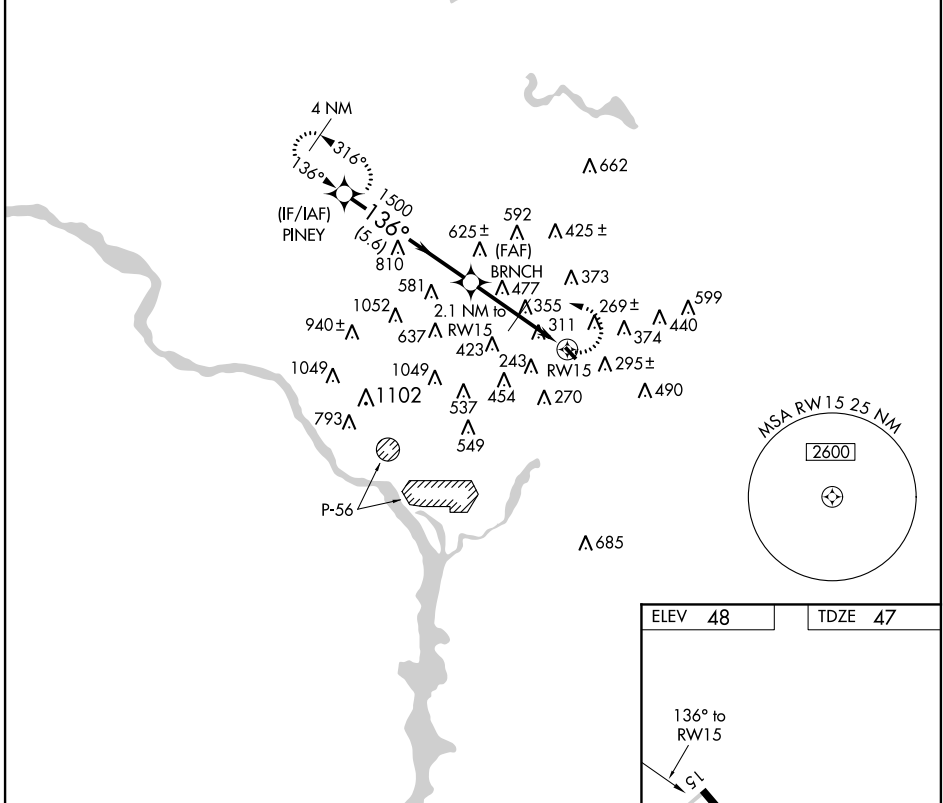 4 NM
316°
136°
(IF/IAF)
PINEY
1500
136°
(5.6)
810
662
592
625 ±
425 ±
(FAF)
BRNCH
477
373
581
355
269 ±
599
1052
2.1 NM to
RW15
311
440
940 ±
637
374
423
243
RW15
295 ±
1049
1049
454
270
490
1102
537
793
549
P-56
685
MSA RW15 25 NM
2600
ELEV 48
TDZE 47
136° to
RW15
15